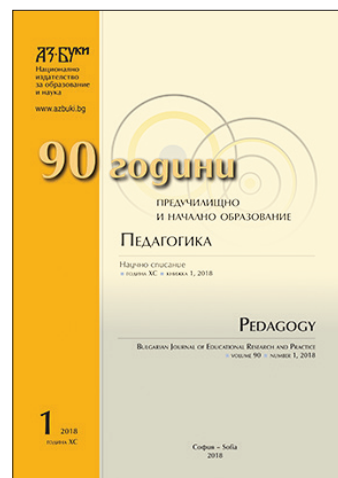 АЗ·БУКИ
Национално
издателство
за образование
и наука
www.azbuki.bg
90 години
предучилищно
и начално образование
Педагогика
Научно списание
година XC книжка 1, 2018
Pedagogy
Bulgarian Journal of Educational Research and Practice
volume 90 number 1, 2018
1 2018
година XC
София – Sofia
2018